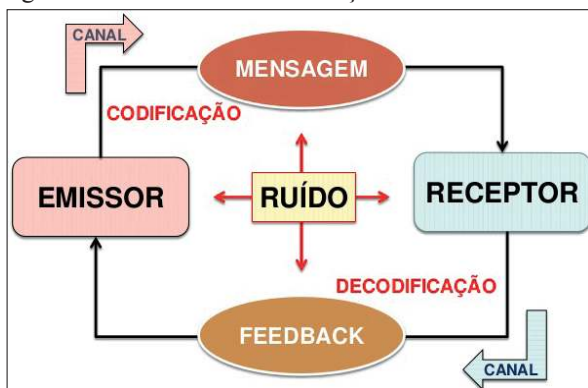 CANAL
MENSAGEM
CODIFICAÇÃO
EMISSOR
RUÍDO
RECEPTOR
DECODIFICAÇÃO
FEEDBACK
CANAL